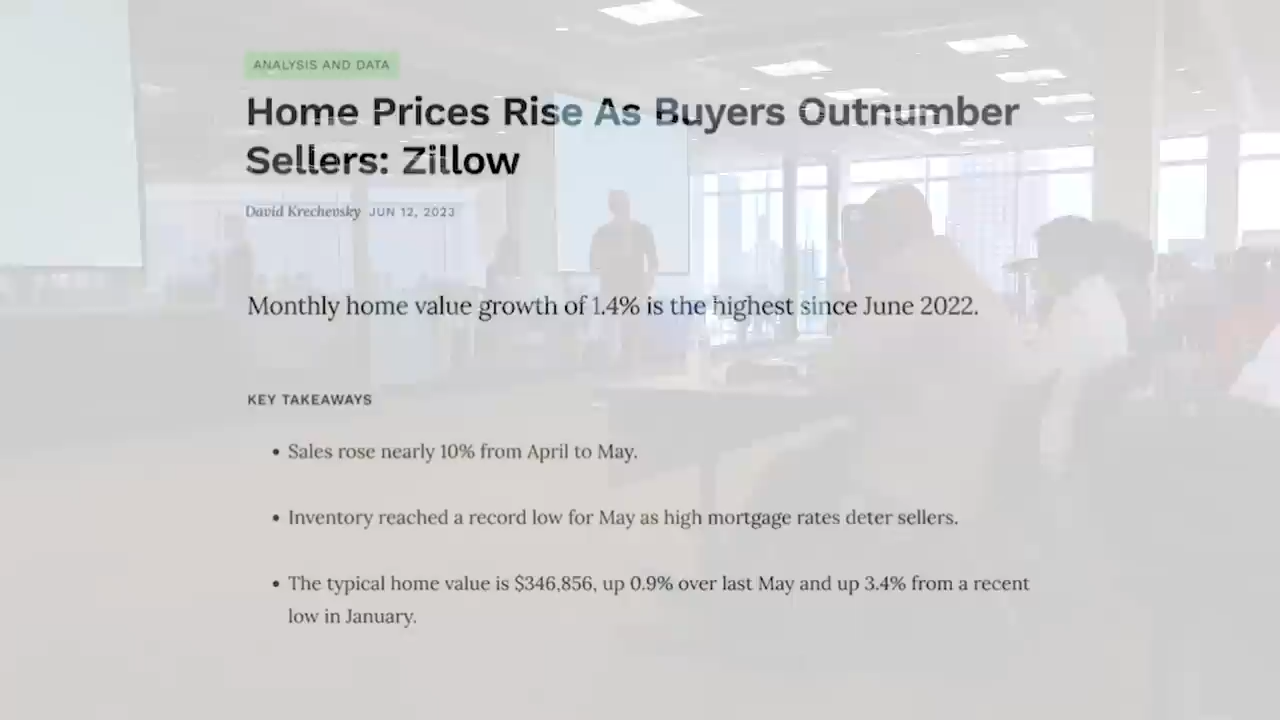 ANALYSIS AND DATA
Home Prices Rise As Buyers Outnumber
Sellers: Zillow
David Krechevsky JUN 12, 2023
Monthly home value growth of 1.4% is the highest since June 2022.
KEY TAKEAWAYS
• Sales rose nearly 10% from April to May.
• Inventory reached a record low for May as high mortgage rates deter sellers.
• The typical home value is $346,856, up 0.9% over last May and up 3.4% from a recent
low in January.